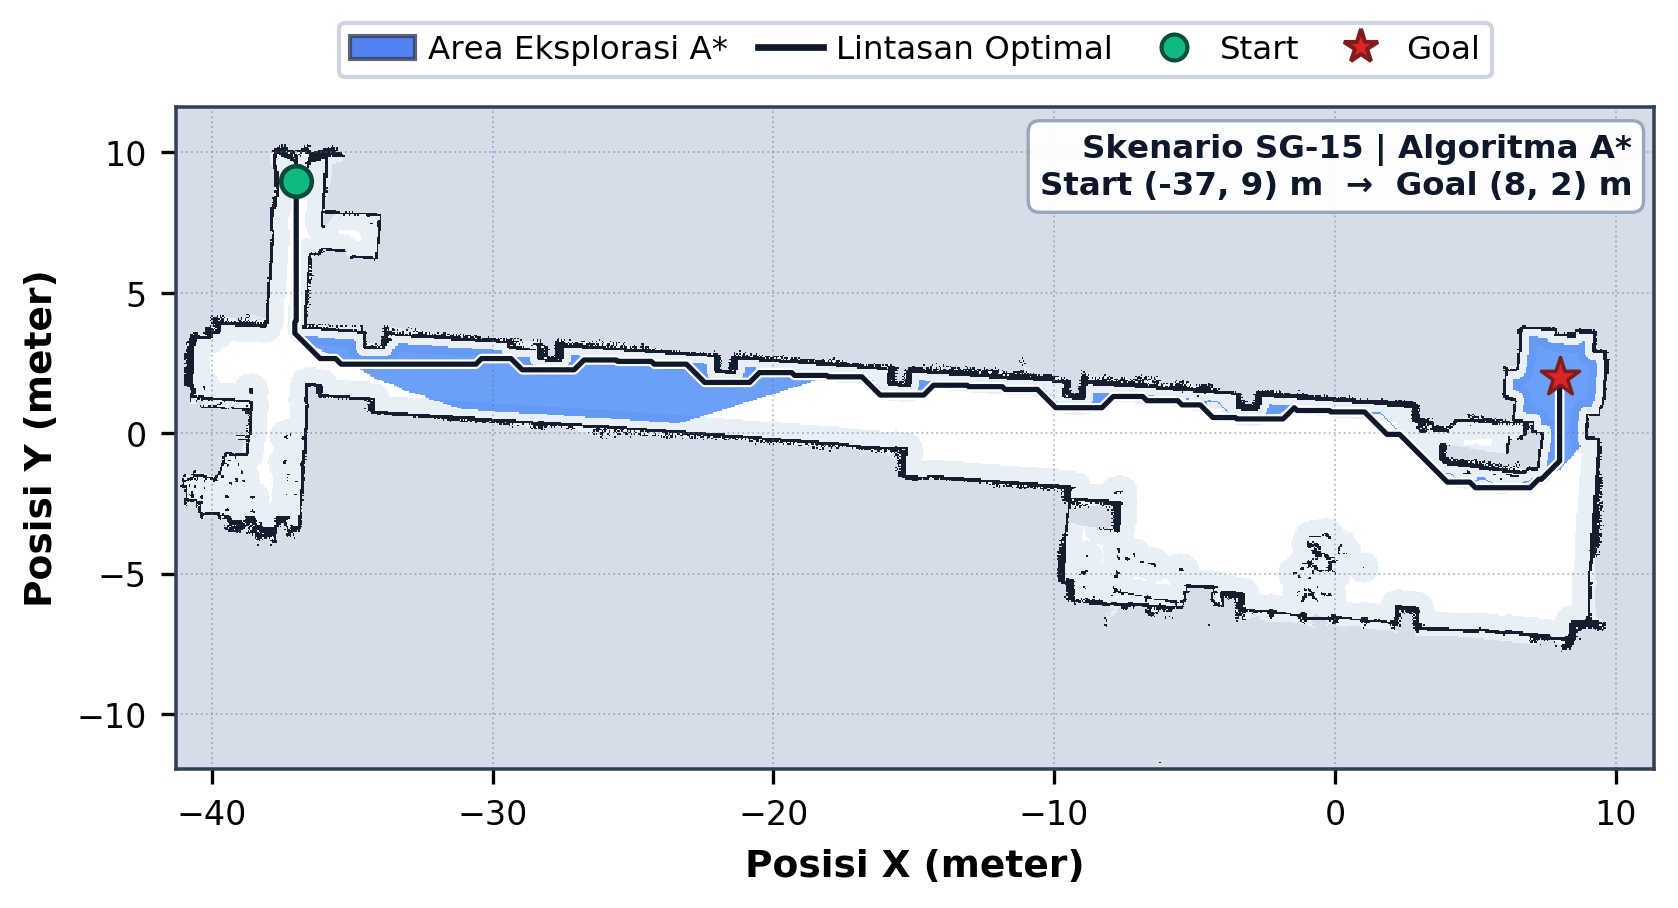 Area Eksplorasi A* Lintasan Optimal Start Goal
Skenario SG-15 | Algoritma A*
Start (-37, 9) m → Goal (8, 2) m
Posisi Y (meter)
10
5
0
−5
−10
−40 −30 −20 −10 0 10
Posisi X (meter)